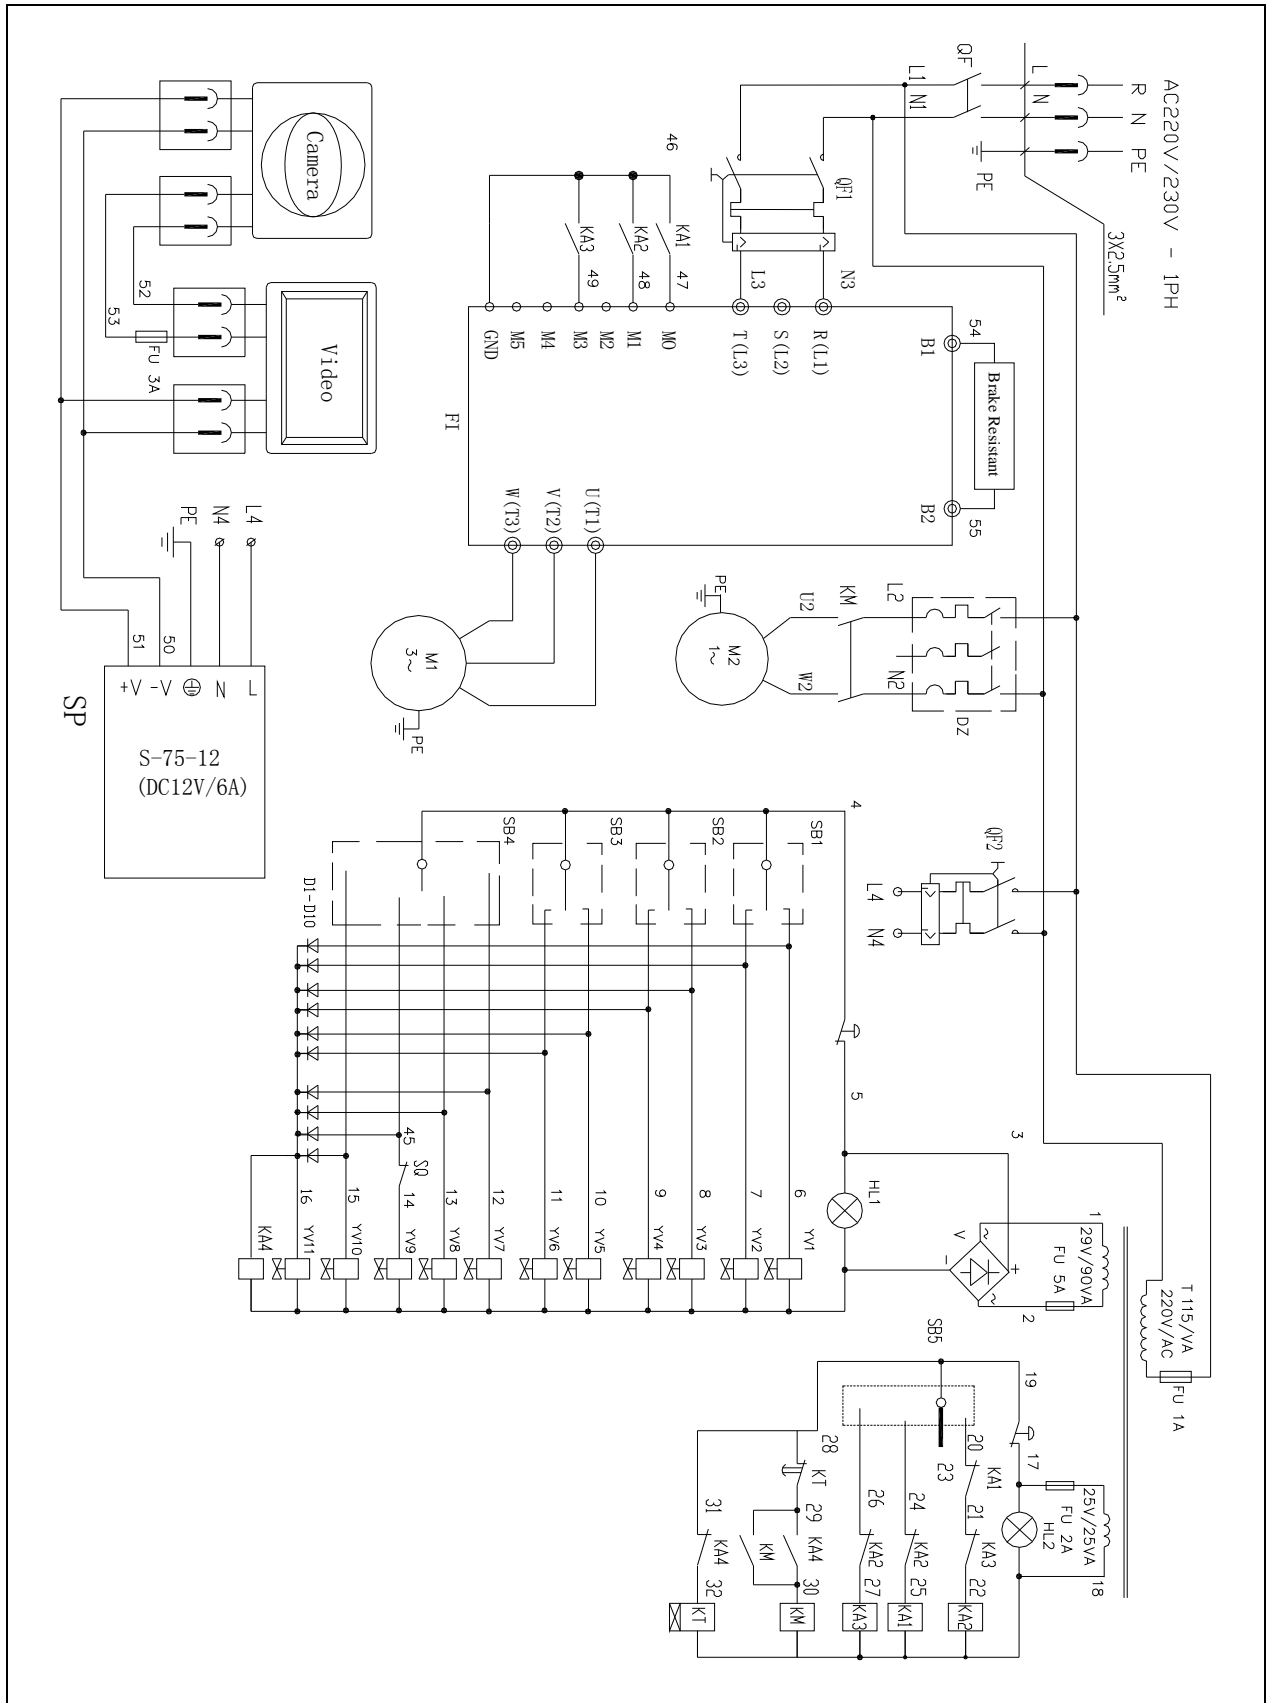 AC220V/230V - 1PH
R
N
PE
3X2.5mm²
L
N
PE
QF
L1
N1
QF1
46
KA1
KA2
KA3
47
48
49
L3
N3
GND
M5
M4
M3
M2
M1
M0
T(L3)
S(L2)
R(L1)
B1
54
Brake Resistant
B2
55
FI
W(T3)
V(T2)
U(T1)
M1
3~
PE
M2
1~
PE
U2
W2
KM
L2
N2
DZ
QF2
L4
N4
Camera
Video
52
53
FU 3A
PE
N4
L4
51
50
+V
-V
N
L
SP
S-75-12
(DC12V/6A)
4
SB1
SB2
SB3
SB4
D1-D10
5
3
HL1
45
SQ
6
7
8
9
10
11
12
13
14
15
16
YV1
YV2
YV3
YV4
YV5
YV6
YV7
YV8
YV9
YV10
YV11
KA4
V
~
+
-
~
1
29V/90VA
FU 5A
2
T 115/VA
220V/AC
FU 1A
SB5
19
17
25V/25VA
FU 2A
HL2
18
20
KA1
21
KA3
22
KA2
23
24
KA2
25
KA1
26
KA2
27
KA3
28
KT
29
KA4
KM
30
KM
31
KA4
32
KT